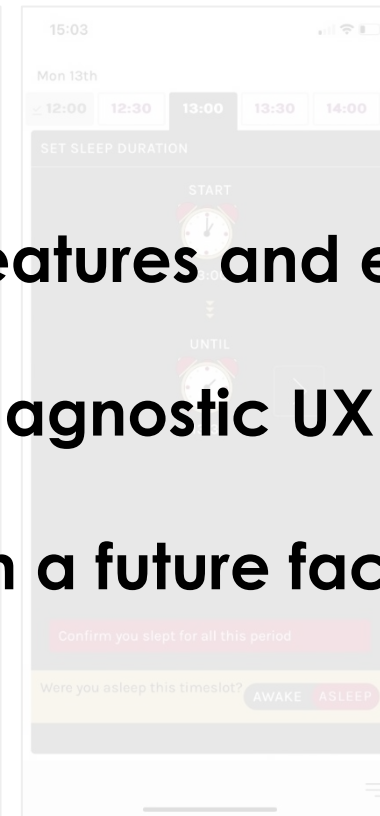 15:03
Mon 13th
12:00 12:30 13:00 13:30 14:00
SET SLEEP DURATION
START
eatures and e
UNTIL
agnostic UX
n a future fac
Confirm you slept for all this period
Were you asleep this timeslot? AWAKE ASLEEP